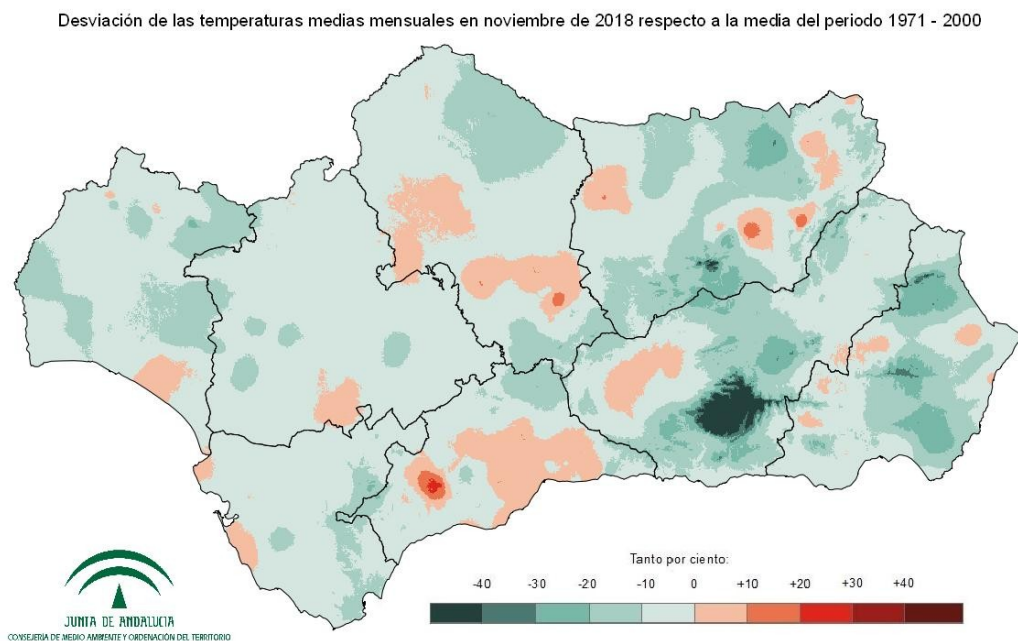 Desviación de las temperaturas medias mensuales en noviembre de 2018 respecto a la media del periodo 1971 - 2000
Tanto por ciento:
-40 -30 -20 -10 0 +10 +20 +30 +40
JUNTA DE ANDALUCIA
CONSEJERÍA DE MEDIO AMBIENTE Y ORDENACIÓN DEL TERRITORIO